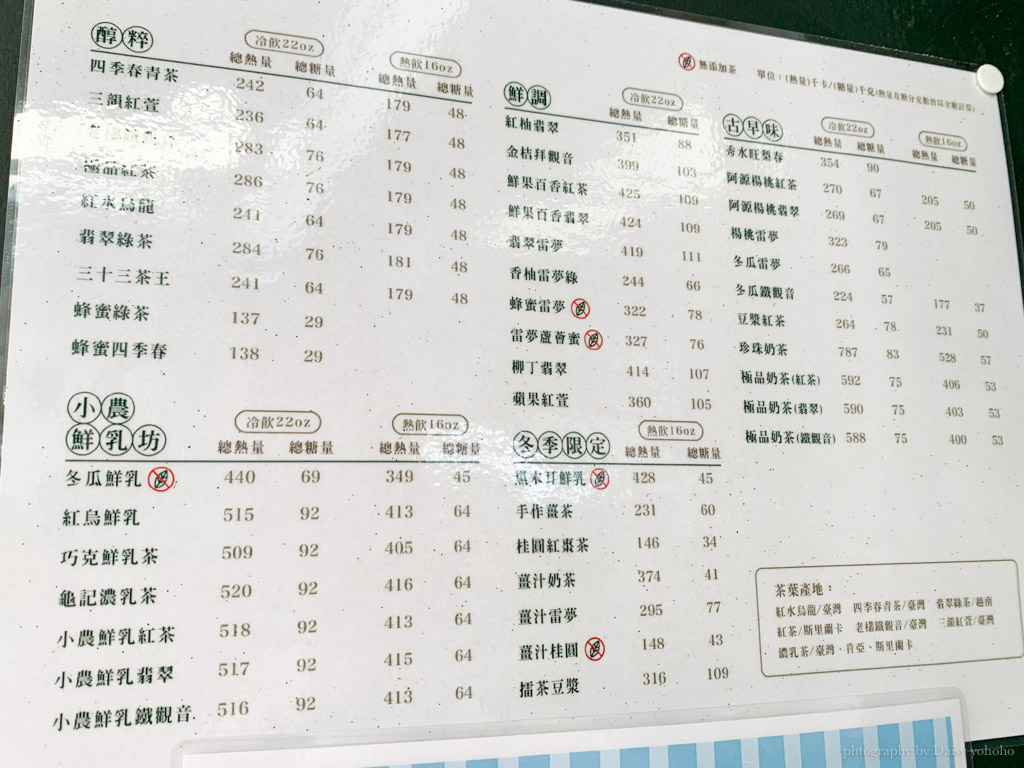 醇粹 冷飲22oz 熱飲16oz
總熱量 總糖量 總熱量 總糖量
四季春青茶 242 64 179 48
三韻紅萱 236 64 177 48
283 76 179 48
極品紅茶 286 76 179 48
紅水烏龍 241 64 179 48
翡翠綠茶 284 76 181 48
三十三茶王 241 64 179 48
蜂蜜綠茶 137 29
蜂蜜四季春 138 29
小農
鮮乳坊 冷飲22oz 熱飲16oz
總熱量 總糖量 總熱量 總糖量
冬瓜鮮乳 440 69 349 45
紅烏鮮乳 515 92 413 64
巧克鮮乳茶 509 92 405 64
龜記濃乳茶 520 92 416 64
小農鮮乳紅茶 518 92 413 64
小農鮮乳翡翠 517 92 415 64
小農鮮乳鐵觀音 516 92 413 64
無添加茶 單位:(熱量)千卡/(糖量)千克
鮮調 冷飲22oz
總熱量 總糖量
紅柚翡翠 351 88
金桔拜觀音 399 103
鮮果百香紅茶 425 109
鮮果百香翡翠 424 109
翡翠雷夢 419 111
香柚雷夢綠 244 66
蜂蜜雷夢 322 78
雷夢蘆薈蜜 327 76
柳丁翡翠 414 107
蘋果紅萱 360 105
冬季限定 熱飲16oz
總熱量 總糖量
黑木耳鮮乳 428 45
手作薑茶 231 60
桂圓紅棗茶 146 34
薑汁奶茶 374 41
薑汁雷夢 295 77
薑汁桂圓 148 43
擂茶豆漿 316 109
古早味 冷飲22oz 熱飲16oz
總熱量 總糖量 總熱量 總糖量
秀水旺梨春 354 90
阿源楊桃紅茶 270 67 205 50
阿源楊桃翡翠 269 67 205 50
楊桃雷夢 323 79
冬瓜雷夢 266 65
冬瓜鐵觀音 224 57 177 37
豆漿紅茶 264 78 231 50
珍珠奶茶 787 83 528 57
極品奶茶(紅茶) 592 75 406 53
極品奶茶(翡翠) 590 75 403 53
極品奶茶(鐵觀音) 588 75 400 53
茶葉產地:
紅水烏龍/臺灣 四季春青茶/臺灣 翡翠綠茶/越南
紅茶/斯里蘭卡 老欉鐵觀音/臺灣 三韻紅萱/臺灣
濃乳茶/臺灣、肯亞、斯里蘭卡
phtography by Daisy yohoho